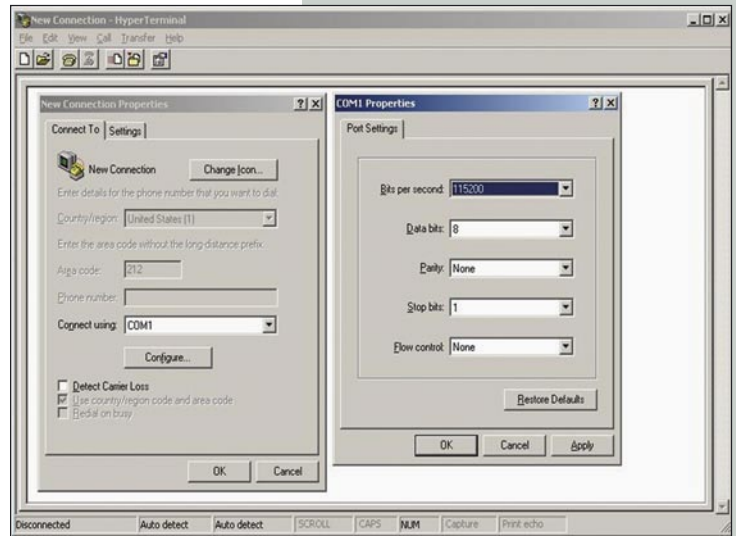 New Connection - HyperTerminal
File Edit View Call Transfer Help
New Connection Properties
Connect To Settings
New Connection
Change Icon...
Enter details for the phone number that you want to dial:
Country/region: United States (1)
Enter the area code without the long-distance prefix.
Area code: 212
Phone number:
Connect using: COM1
Configure...
Detect Carrier Loss
Use country/region code and area code
Redial on busy
OK Cancel
COM1 Properties
Port Settings
Bits per second: 115200
Data bits: 8
Parity: None
Stop bits: 1
Flow control: None
Restore Defaults
OK Cancel Apply
Disconnected Auto detect Auto detect SCROLL CAPS NUM Capture Print echo